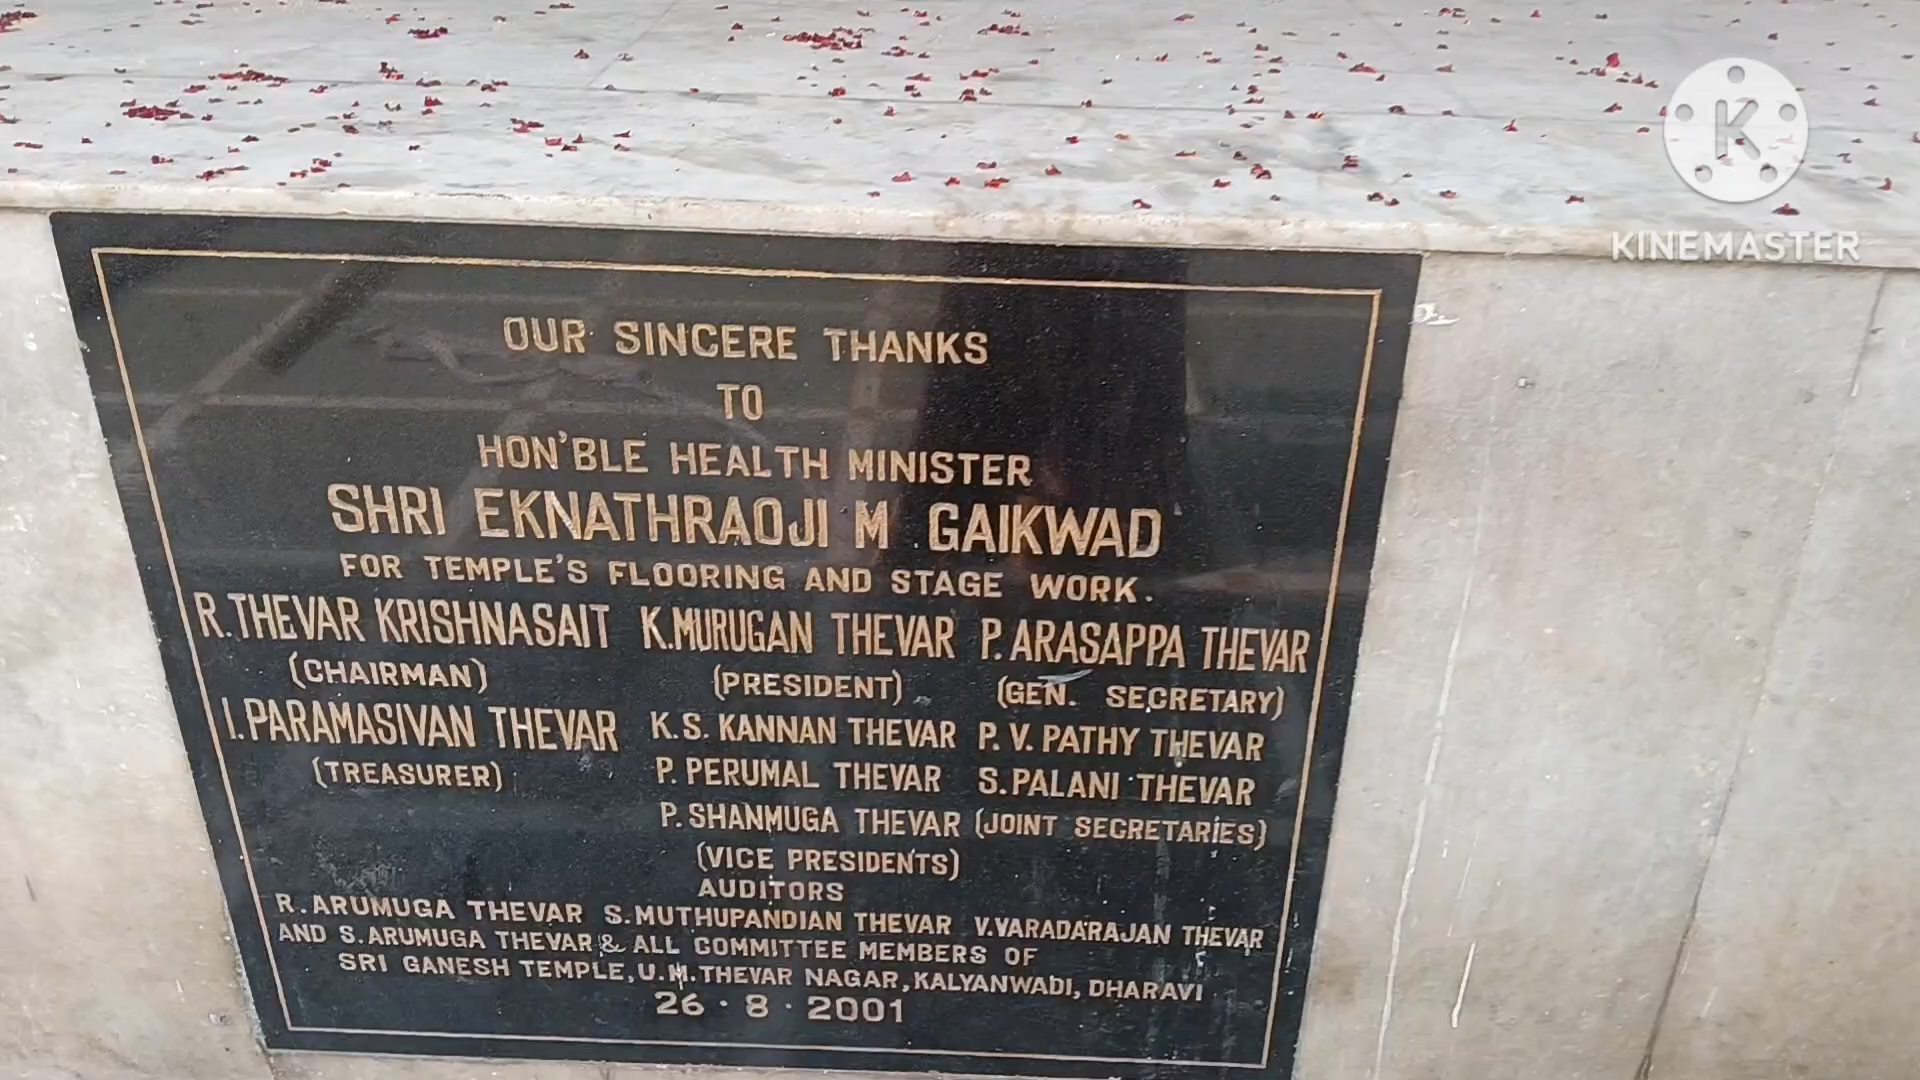 KINEMASTER
OUR SINCERE THANKS
TO
HON'BLE HEALTH MINISTER
SHRI EKNATHRAOJI M GAIKWAD
FOR TEMPLE'S FLOORING AND STAGE WORK.
R.THEVAR KRISHNASAIT K.MURUGAN THEVAR P.ARASAPPA THEVAR
(CHAIRMAN) (PRESIDENT) (GEN. SECRETARY)
I.PARAMASIVAN THEVAR K.S. KANNAN THEVAR P.V. PATHY THEVAR
(TREASURER) P. PERUMAL THEVAR S.PALANI THEVAR
P. SHANMUGA THEVAR (JOINT SECRETARIES)
(VICE PRESIDENTS)
AUDITORS
R.ARUMUGA THEVAR S.MUTHUPANDIAN THEVAR V.VARADARAJAN THEVAR
AND S.ARUMUGA THEVAR & ALL COMMITTEE MEMBERS OF
SRI GANESH TEMPLE, U.M.THEVAR NAGAR, KALYANWADI, DHARAVI
26 · 8 · 2001